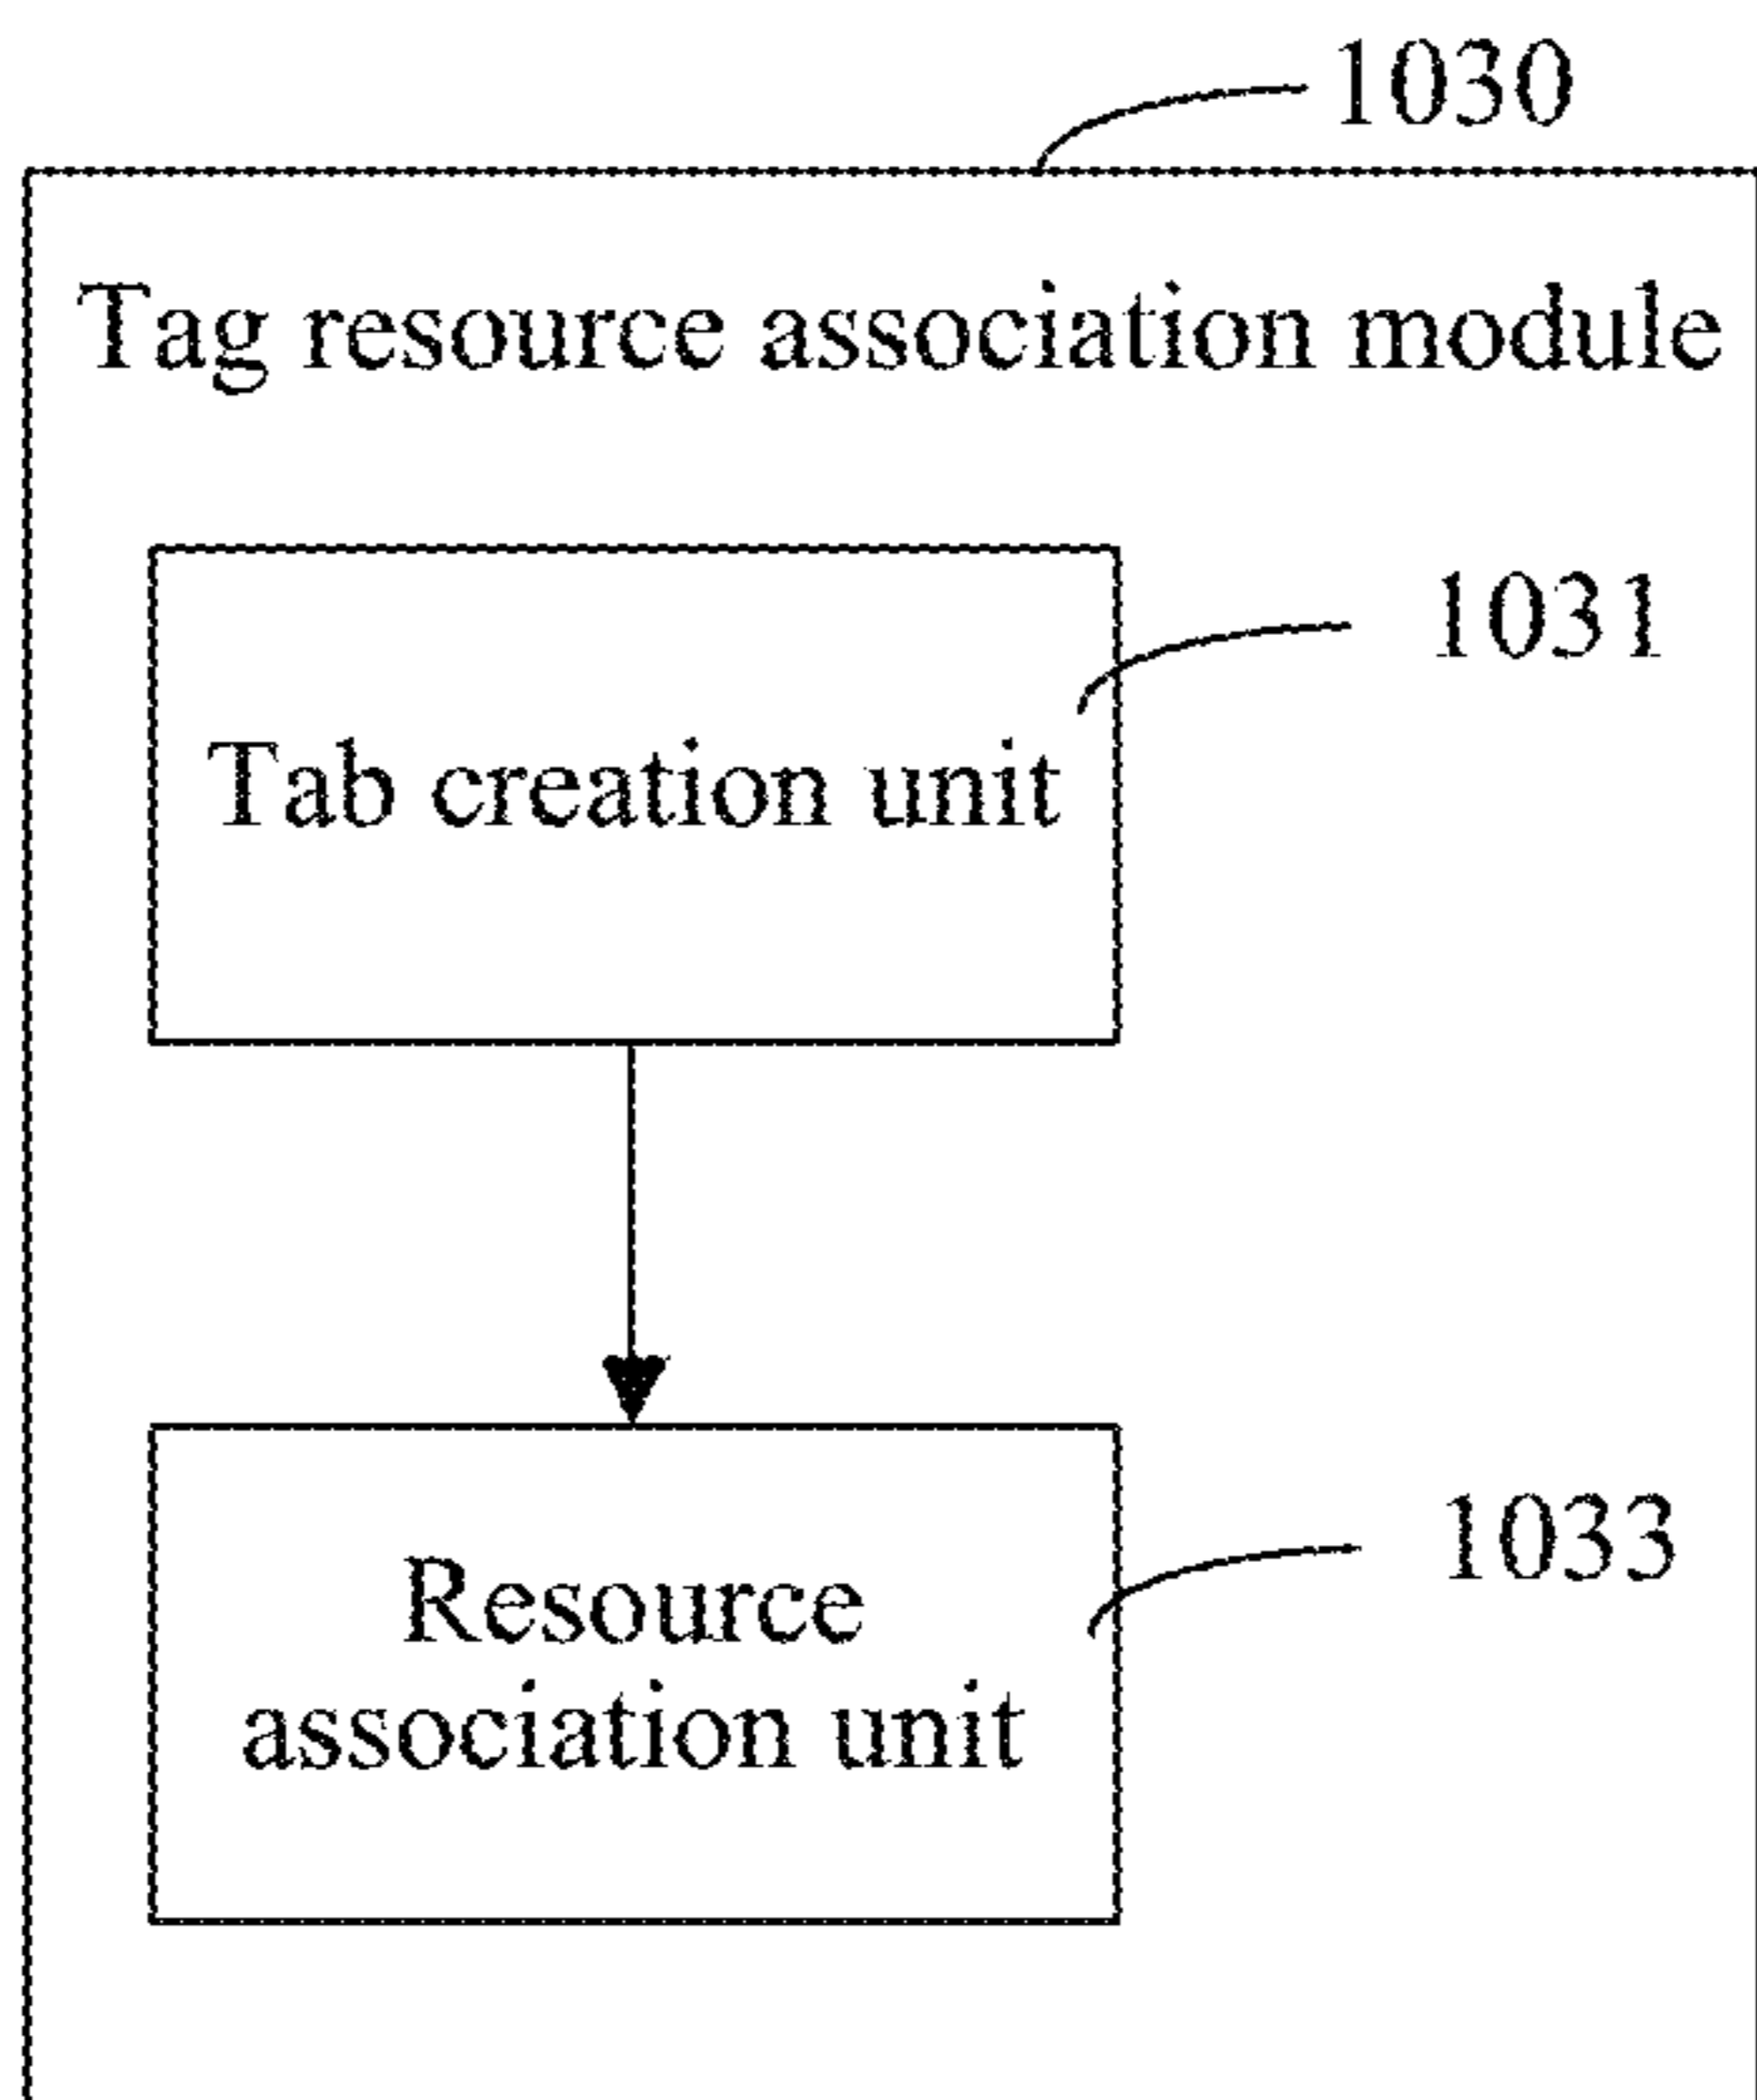 1030
Tag resource association module
1031
Tab creation unit
1033
Resource
association unit